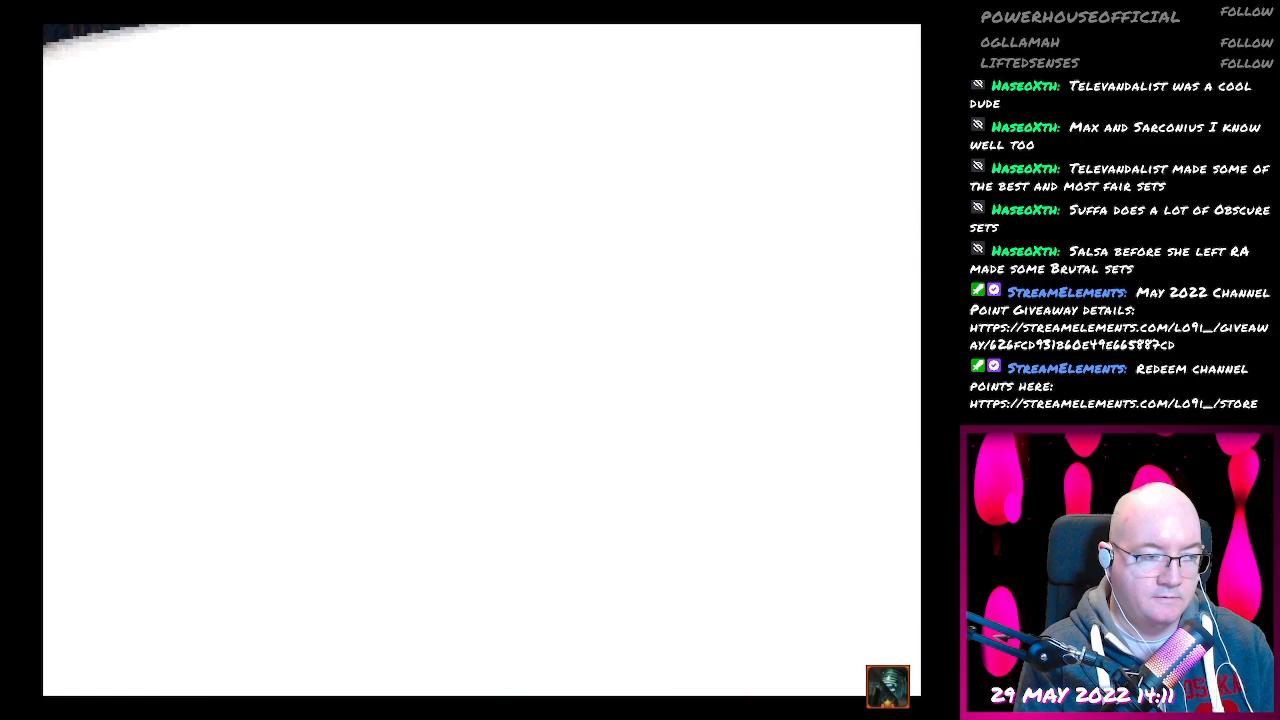 POWERHOUSEOFFICIAL FOLLOW
OGLLAMAH FOLLOW
LIFTEDSENSES FOLLOW
HaseoXth: Televandalist was a cool
dude
HaseoXth: Max and Sarconius I know
well too
HaseoXth: Televandalist made some of
the best and most fair sets
HaseoXth: Suffa does a lot of Obscure
sets
HaseoXth: Salsa before she left RA
made some Brutal sets
StreamElements: May 2022 Channel
Point Giveaway details:
https://streamelements.com/lo9i_/giveaw
ay/626fcd931b60e49e665887cd
StreamElements: Redeem channel
points here:
https://streamelements.com/lo9i_/store
29 MAY 2022 14:11